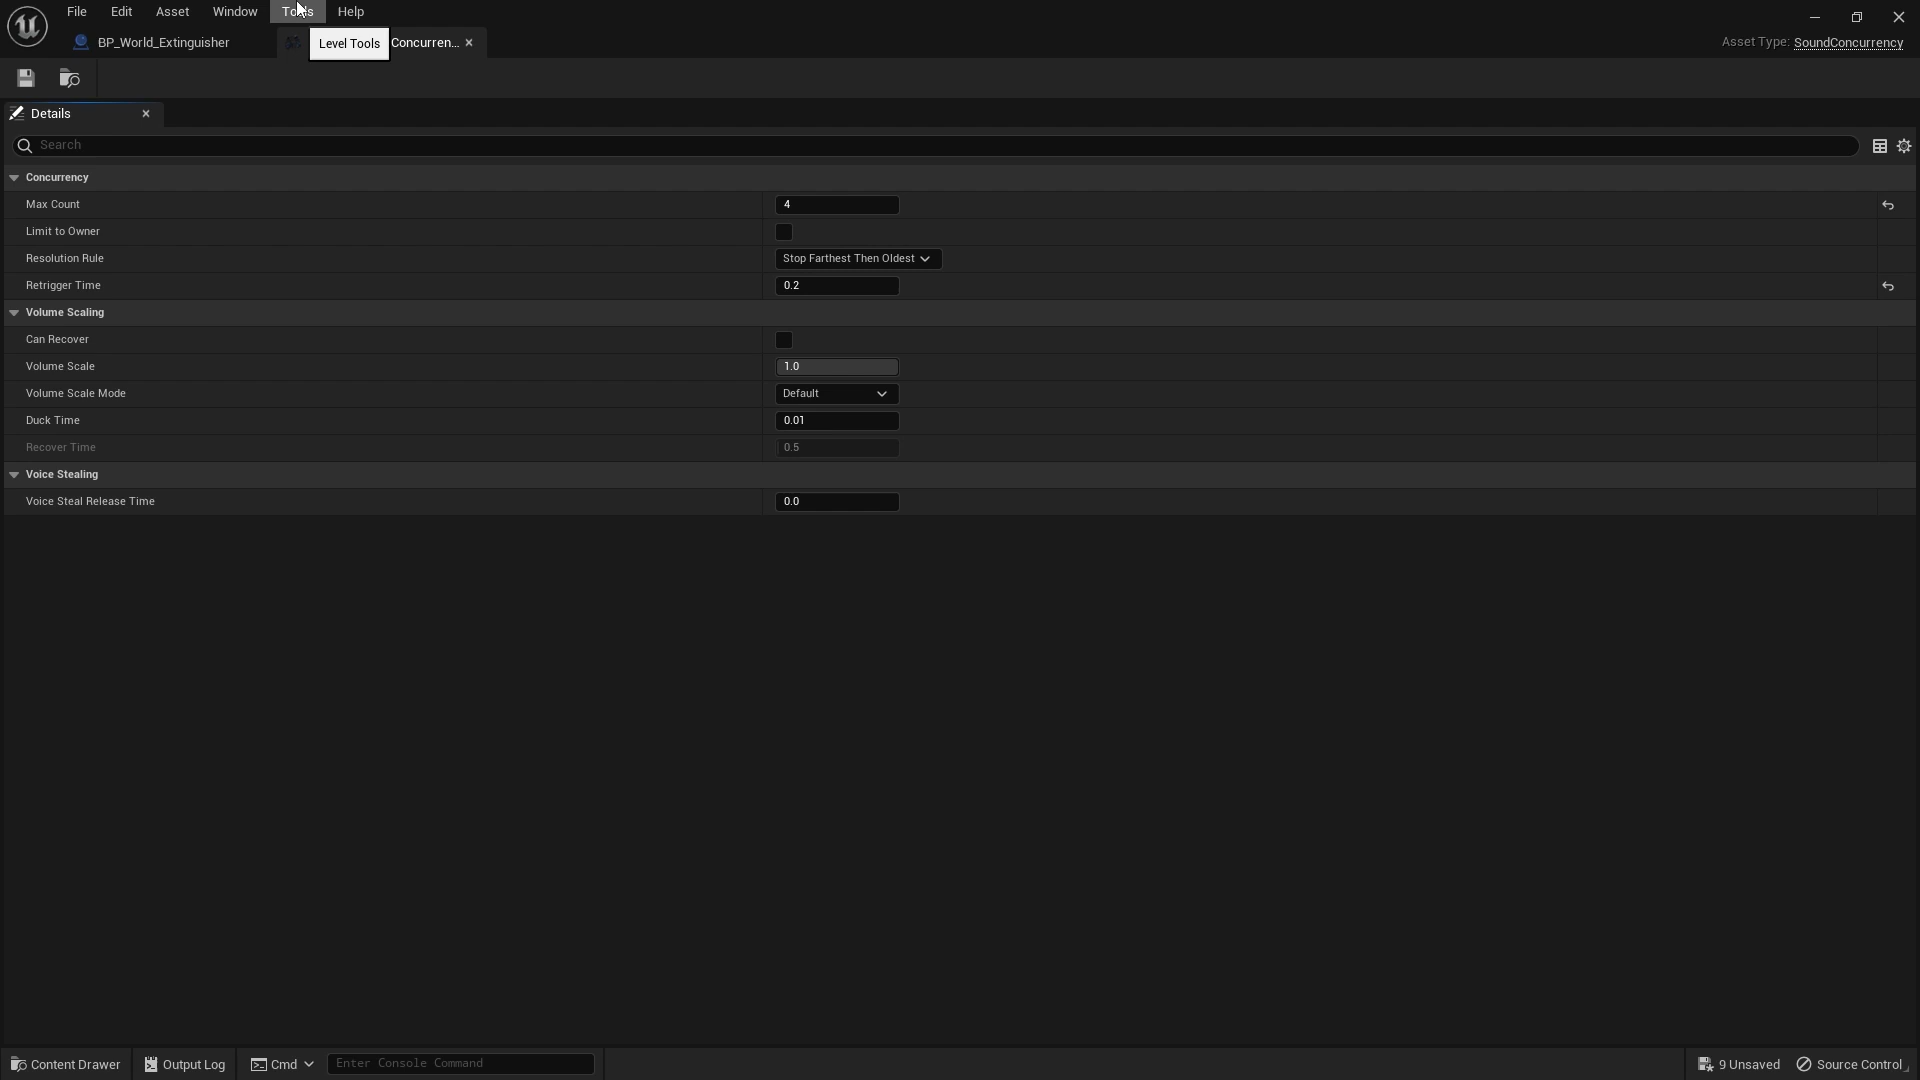 File Edit Asset Window Tools Help
BP_World_Extinguisher
Level Tools
Concurren...
Asset Type: SoundConcurrency
Details
Search
Concurrency
Max Count 4
Limit to Owner
Resolution Rule Stop Farthest Then Oldest
Retrigger Time 0.2
Volume Scaling
Can Recover
Volume Scale 1.0
Volume Scale Mode Default
Duck Time 0.01
Recover Time 0.5
Voice Stealing
Voice Steal Release Time 0.0
Content Drawer Output Log Cmd Enter Console Command 9 Unsaved Source Control